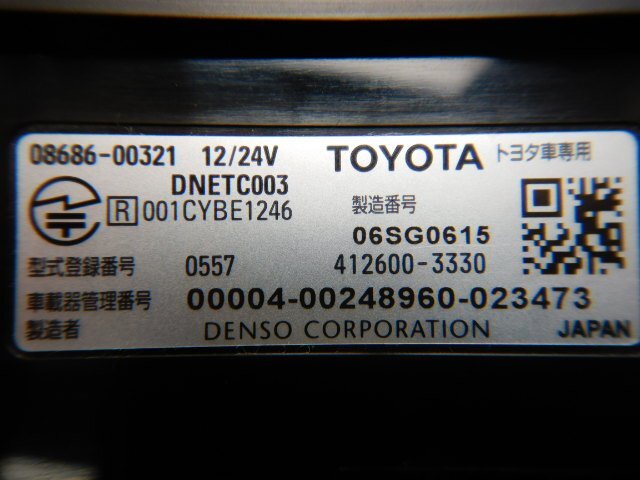 08686-00321 12/24V TOYOTA トヨタ車専用
DNETC003
R 001CYBE1246 製造番号
06SG0615
型式登録番号 0557 412600-3330
車載器管理番号 00004-00248960-023473
製造者 DENSO CORPORATION JAPAN